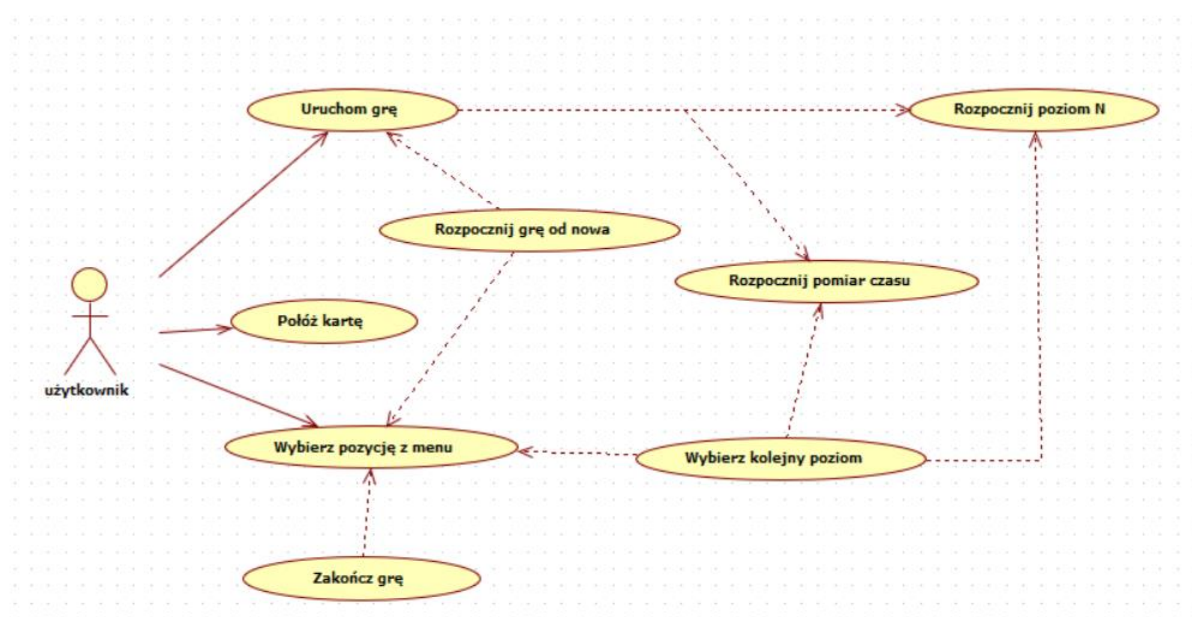 Uruchom grę
Rozpocznij poziom N
Rozpocznij grę od nowa
Rozpocznij pomiar czasu
Połóż kartę
użytkownik
Wybierz pozycję z menu
Wybierz kolejny poziom
Zakończ grę